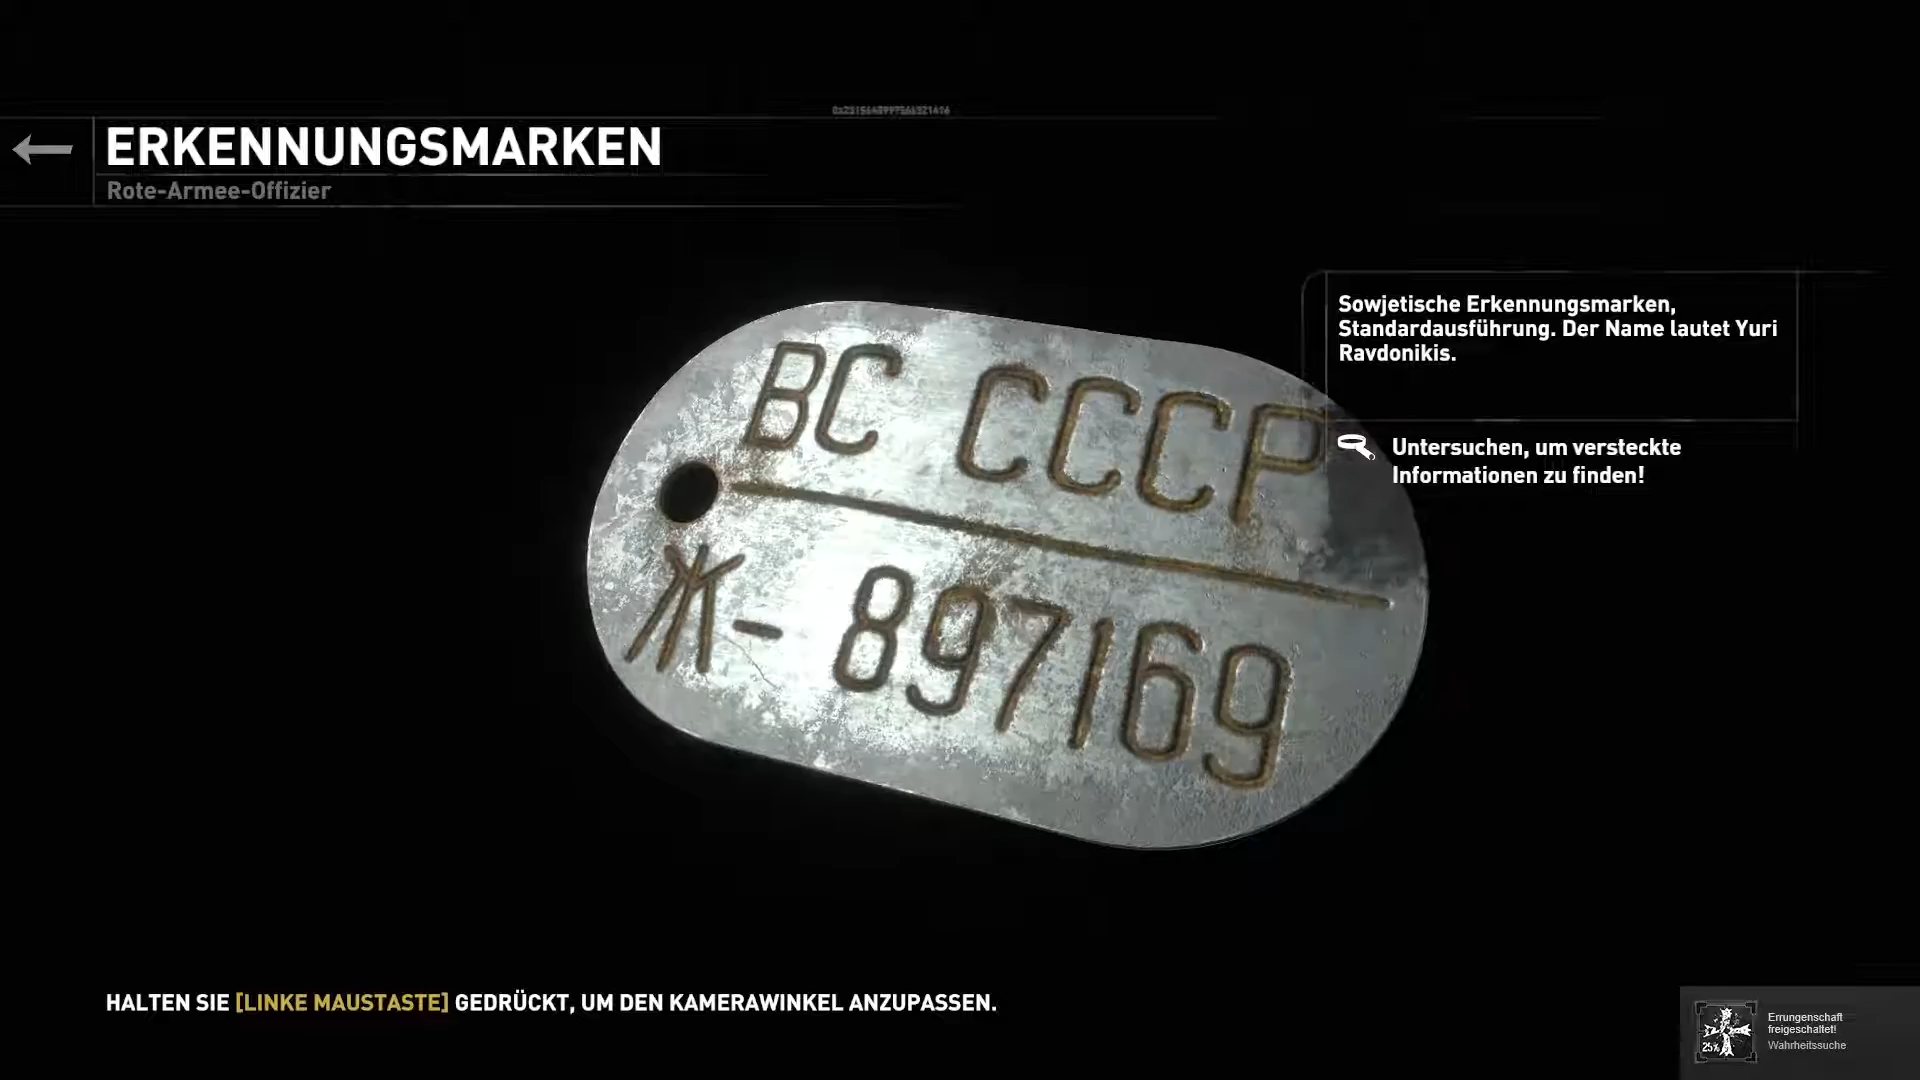 ERKENNUNGSMARKEN
Rote-Armee-Offizier
ВС СССР
Ж- 897169
Sowjetische Erkennungsmarken,
Standardausführung. Der Name lautet Yuri
Ravdonikis.
Untersuchen, um versteckte
Informationen zu finden!
HALTEN SIE [LINKE MAUSTASTE] GEDRÜCKT, UM DEN KAMERAWINKEL ANZUPASSEN.
25%
Errungenschaft
freigeschaltet!
Wahrheitssuche